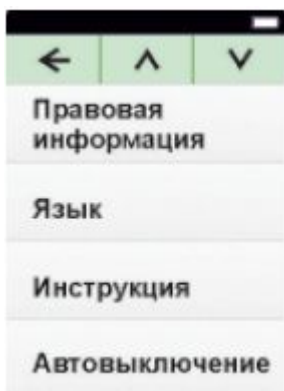 Правовая
информация
Язык
Инструкция
Автовыключение